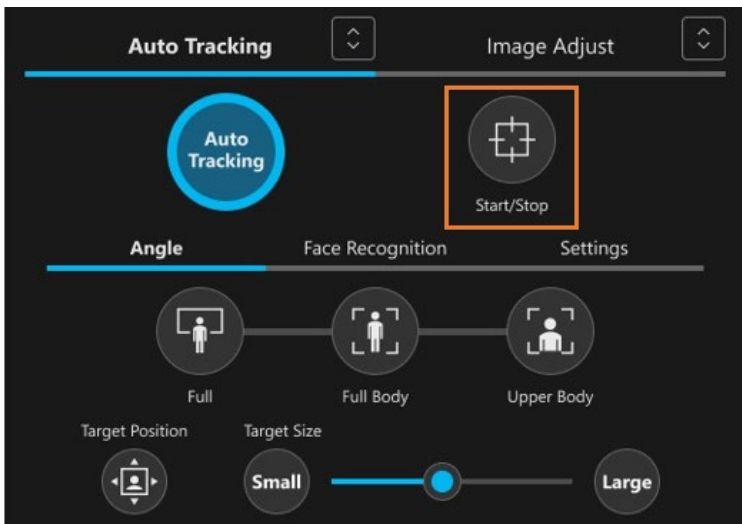 Auto Tracking
Image Adjust
Auto
Tracking
Start/Stop
Angle
Face Recognition
Settings
Full
Full Body
Upper Body
Target Position
Target Size
Small
Large